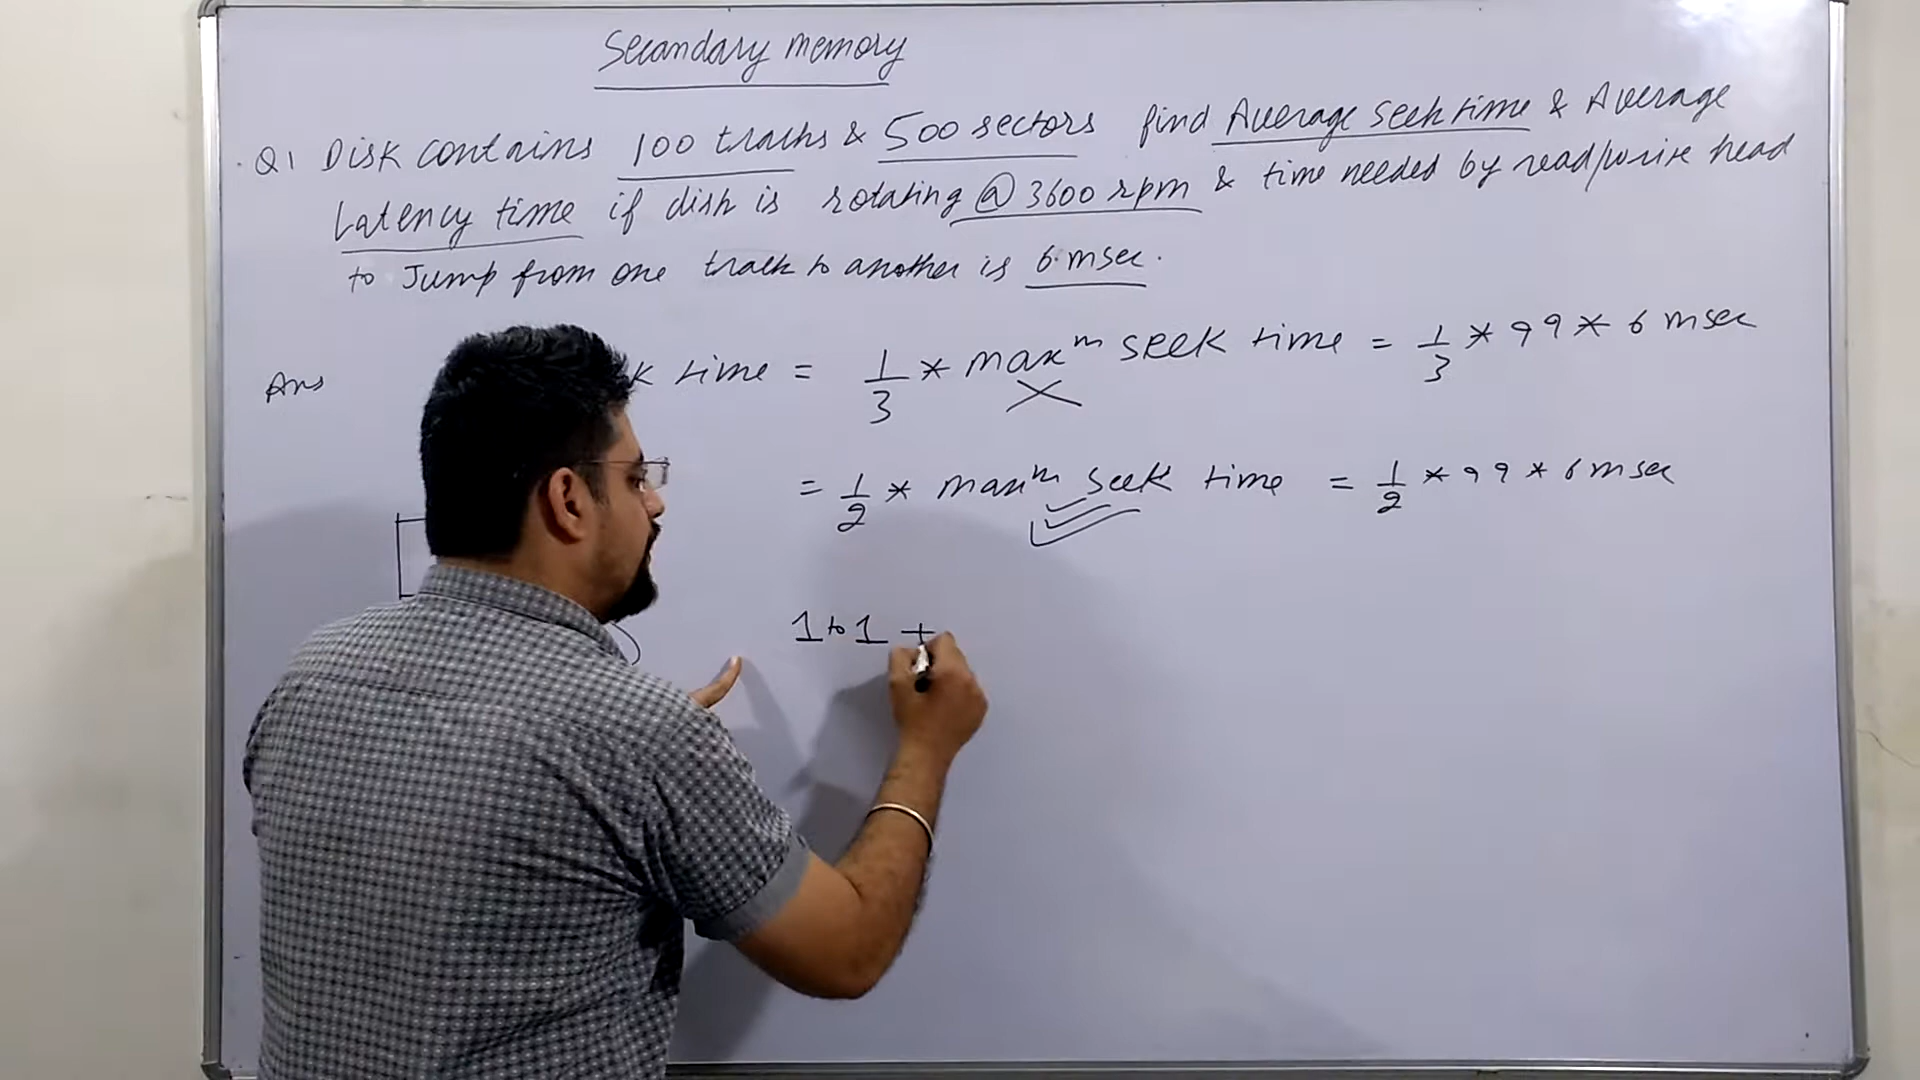 Secondary memory
Q1 Disk contains 100 tracks & 500 sectors find Average seek time & Average
Latency time if disk is rotating @ 3600 rpm & time needed by read/write head
to Jump from one track to another is 6 msec.
Ans K time = 1/3 * max^m seek time = 1/3 * 99 * 6 msec
= 1/2 * max^m seek time = 1/2 * 99 * 6 msec
1 to 1 +